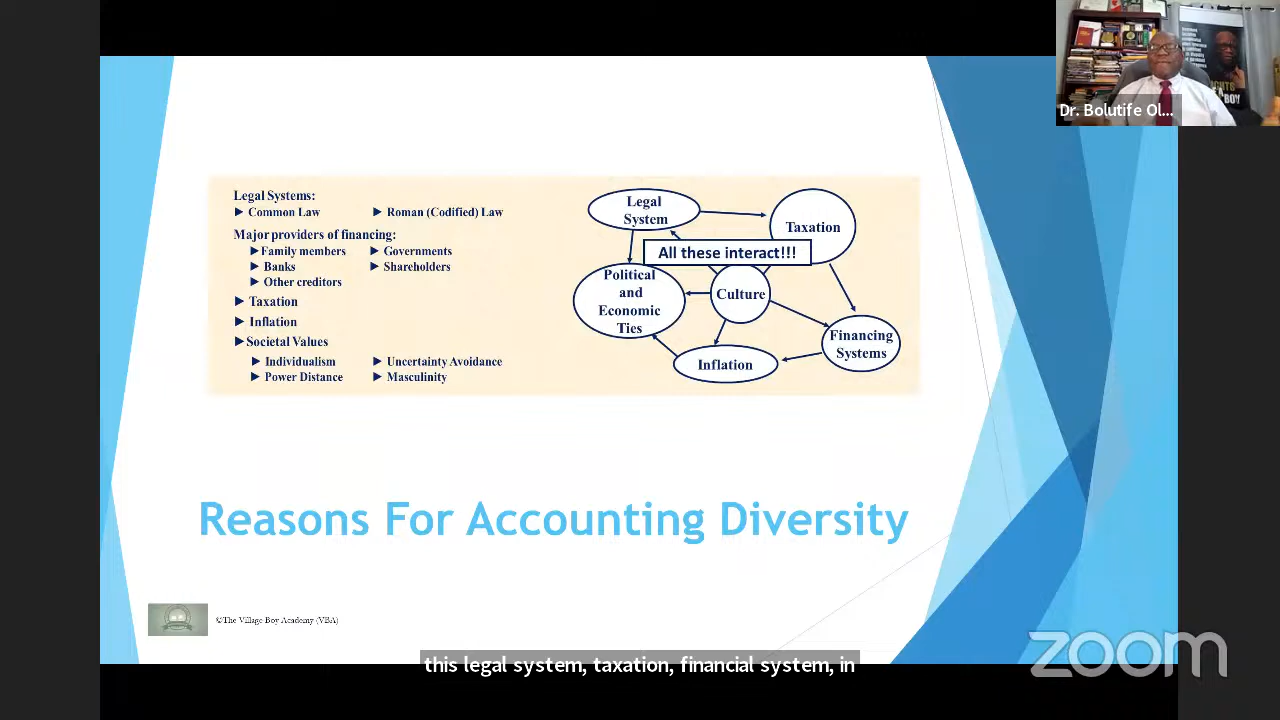 Dr. Bolutife Ol...
Legal Systems:
► Common Law ► Roman (Codified) Law
Major providers of financing:
► Family members ► Governments
► Banks ► Shareholders
► Other creditors
► Taxation
► Inflation
► Societal Values
► Individualism ► Uncertainty Avoidance
► Power Distance ► Masculinity
Legal
System
Taxation
All these interact!!!
Political
and
Economic
Ties
Culture
Financing
Systems
Inflation
Reasons For Accounting Diversity
©The Village Boy Academy (VBA)
zoom
this legal system, taxation, financial system, in